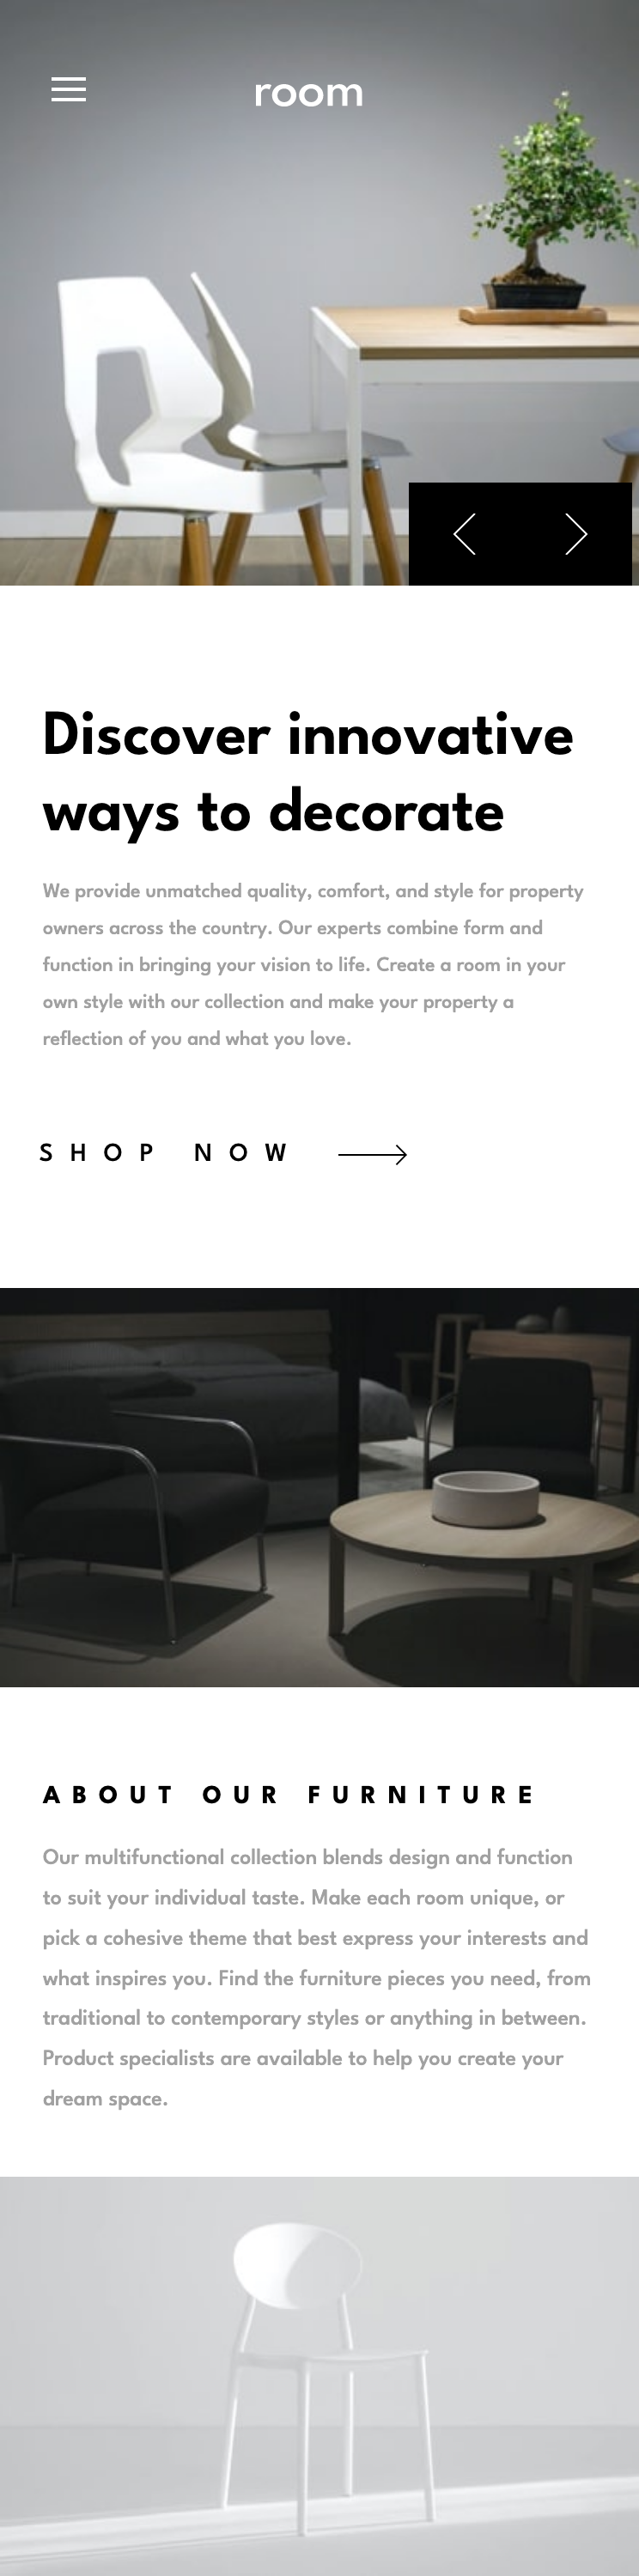 room
Discover innovative
ways to decorate
We provide unmatched quality, comfort, and style for property
owners across the country. Our experts combine form and
function in bringing your vision to life. Create a room in your
own style with our collection and make your property a
reflection of you and what you love.
SHOP NOW
ABOUT OUR FURNITURE
Our multifunctional collection blends design and function
to suit your individual taste. Make each room unique, or
pick a cohesive theme that best express your interests and
what inspires you. Find the furniture pieces you need, from
traditional to contemporary styles or anything in between.
Product specialists are available to help you create your
dream space.